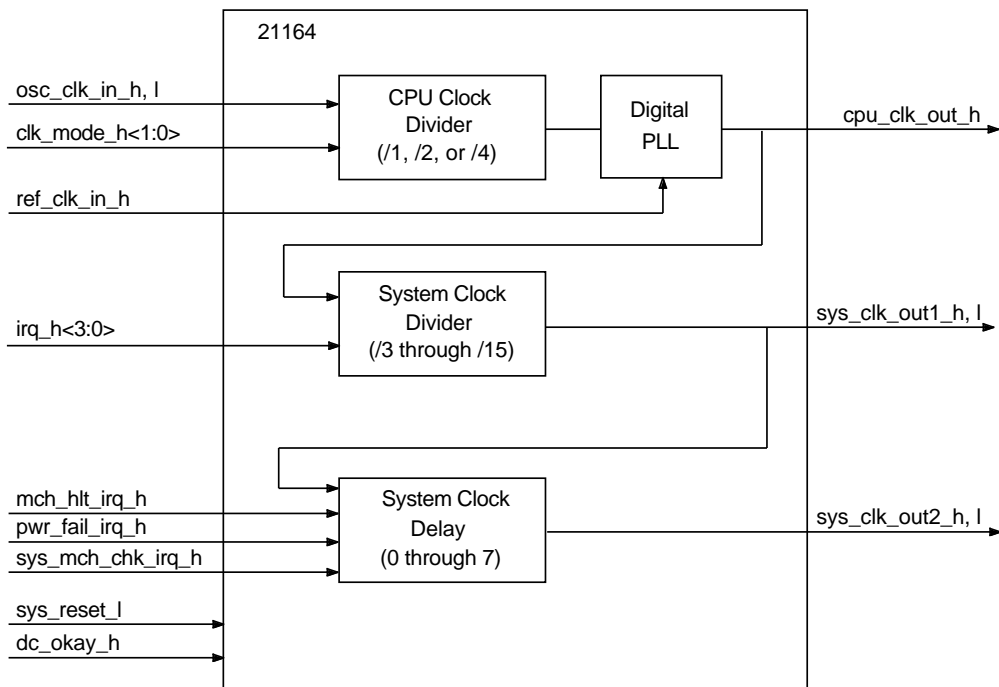 21164
osc_clk_in_h, l
clk_mode_h<1:0>
ref_clk_in_h
CPU Clock
Divider
(/1, /2, or /4)
Digital
PLL
cpu_clk_out_h
irq_h<3:0>
System Clock
Divider
(/3 through /15)
sys_clk_out1_h, l
mch_hlt_irq_h
pwr_fail_irq_h
sys_mch_chk_irq_h
System Clock
Delay
(0 through 7)
sys_clk_out2_h, l
sys_reset_l
dc_okay_h